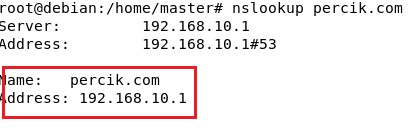 root@debian:/home/master# nslookup percik.com
Server:         192.168.10.1
Address:        192.168.10.1#53

Name:   percik.com
Address: 192.168.10.1